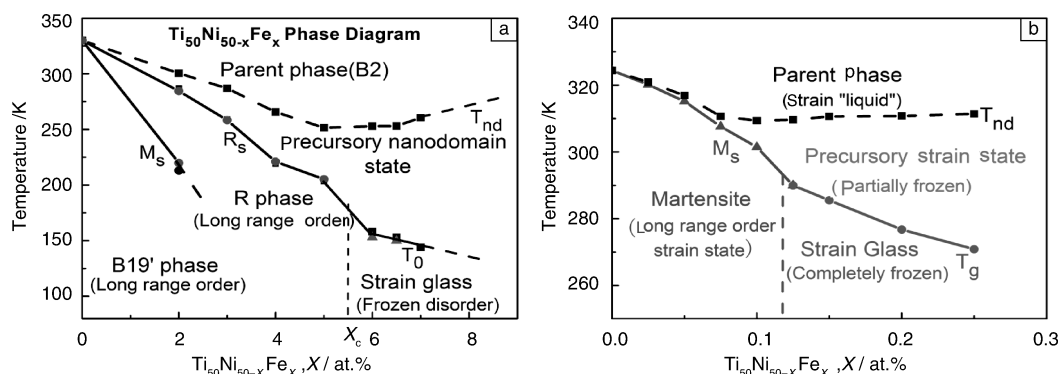 350
300
250
200
150
100
Temperature /K
a
Ti50Ni50-xFex Phase Diagram
Parent phase(B2)
Tnd
Precursory nanodomain
state
Rs
Ms
R phase
(Long range order)
B19' phase
(Long range order)
T0
Strain glass
(Frozen disorder)
Xc
0 2 4 6 8
Ti50Ni50-xFex ,X / at.%
320
300
280
260
Temperature /K
b
Parent phase
(Strain "liquid")
Tnd
Ms
Precursory strain state
(Partially frozen)
Martensite
(Long range order
strain state)
Strain Glass
(Completely frozen)
Tg
0.0 0.1 0.2 0.3
Ti50Ni50-xFex ,X / at.%